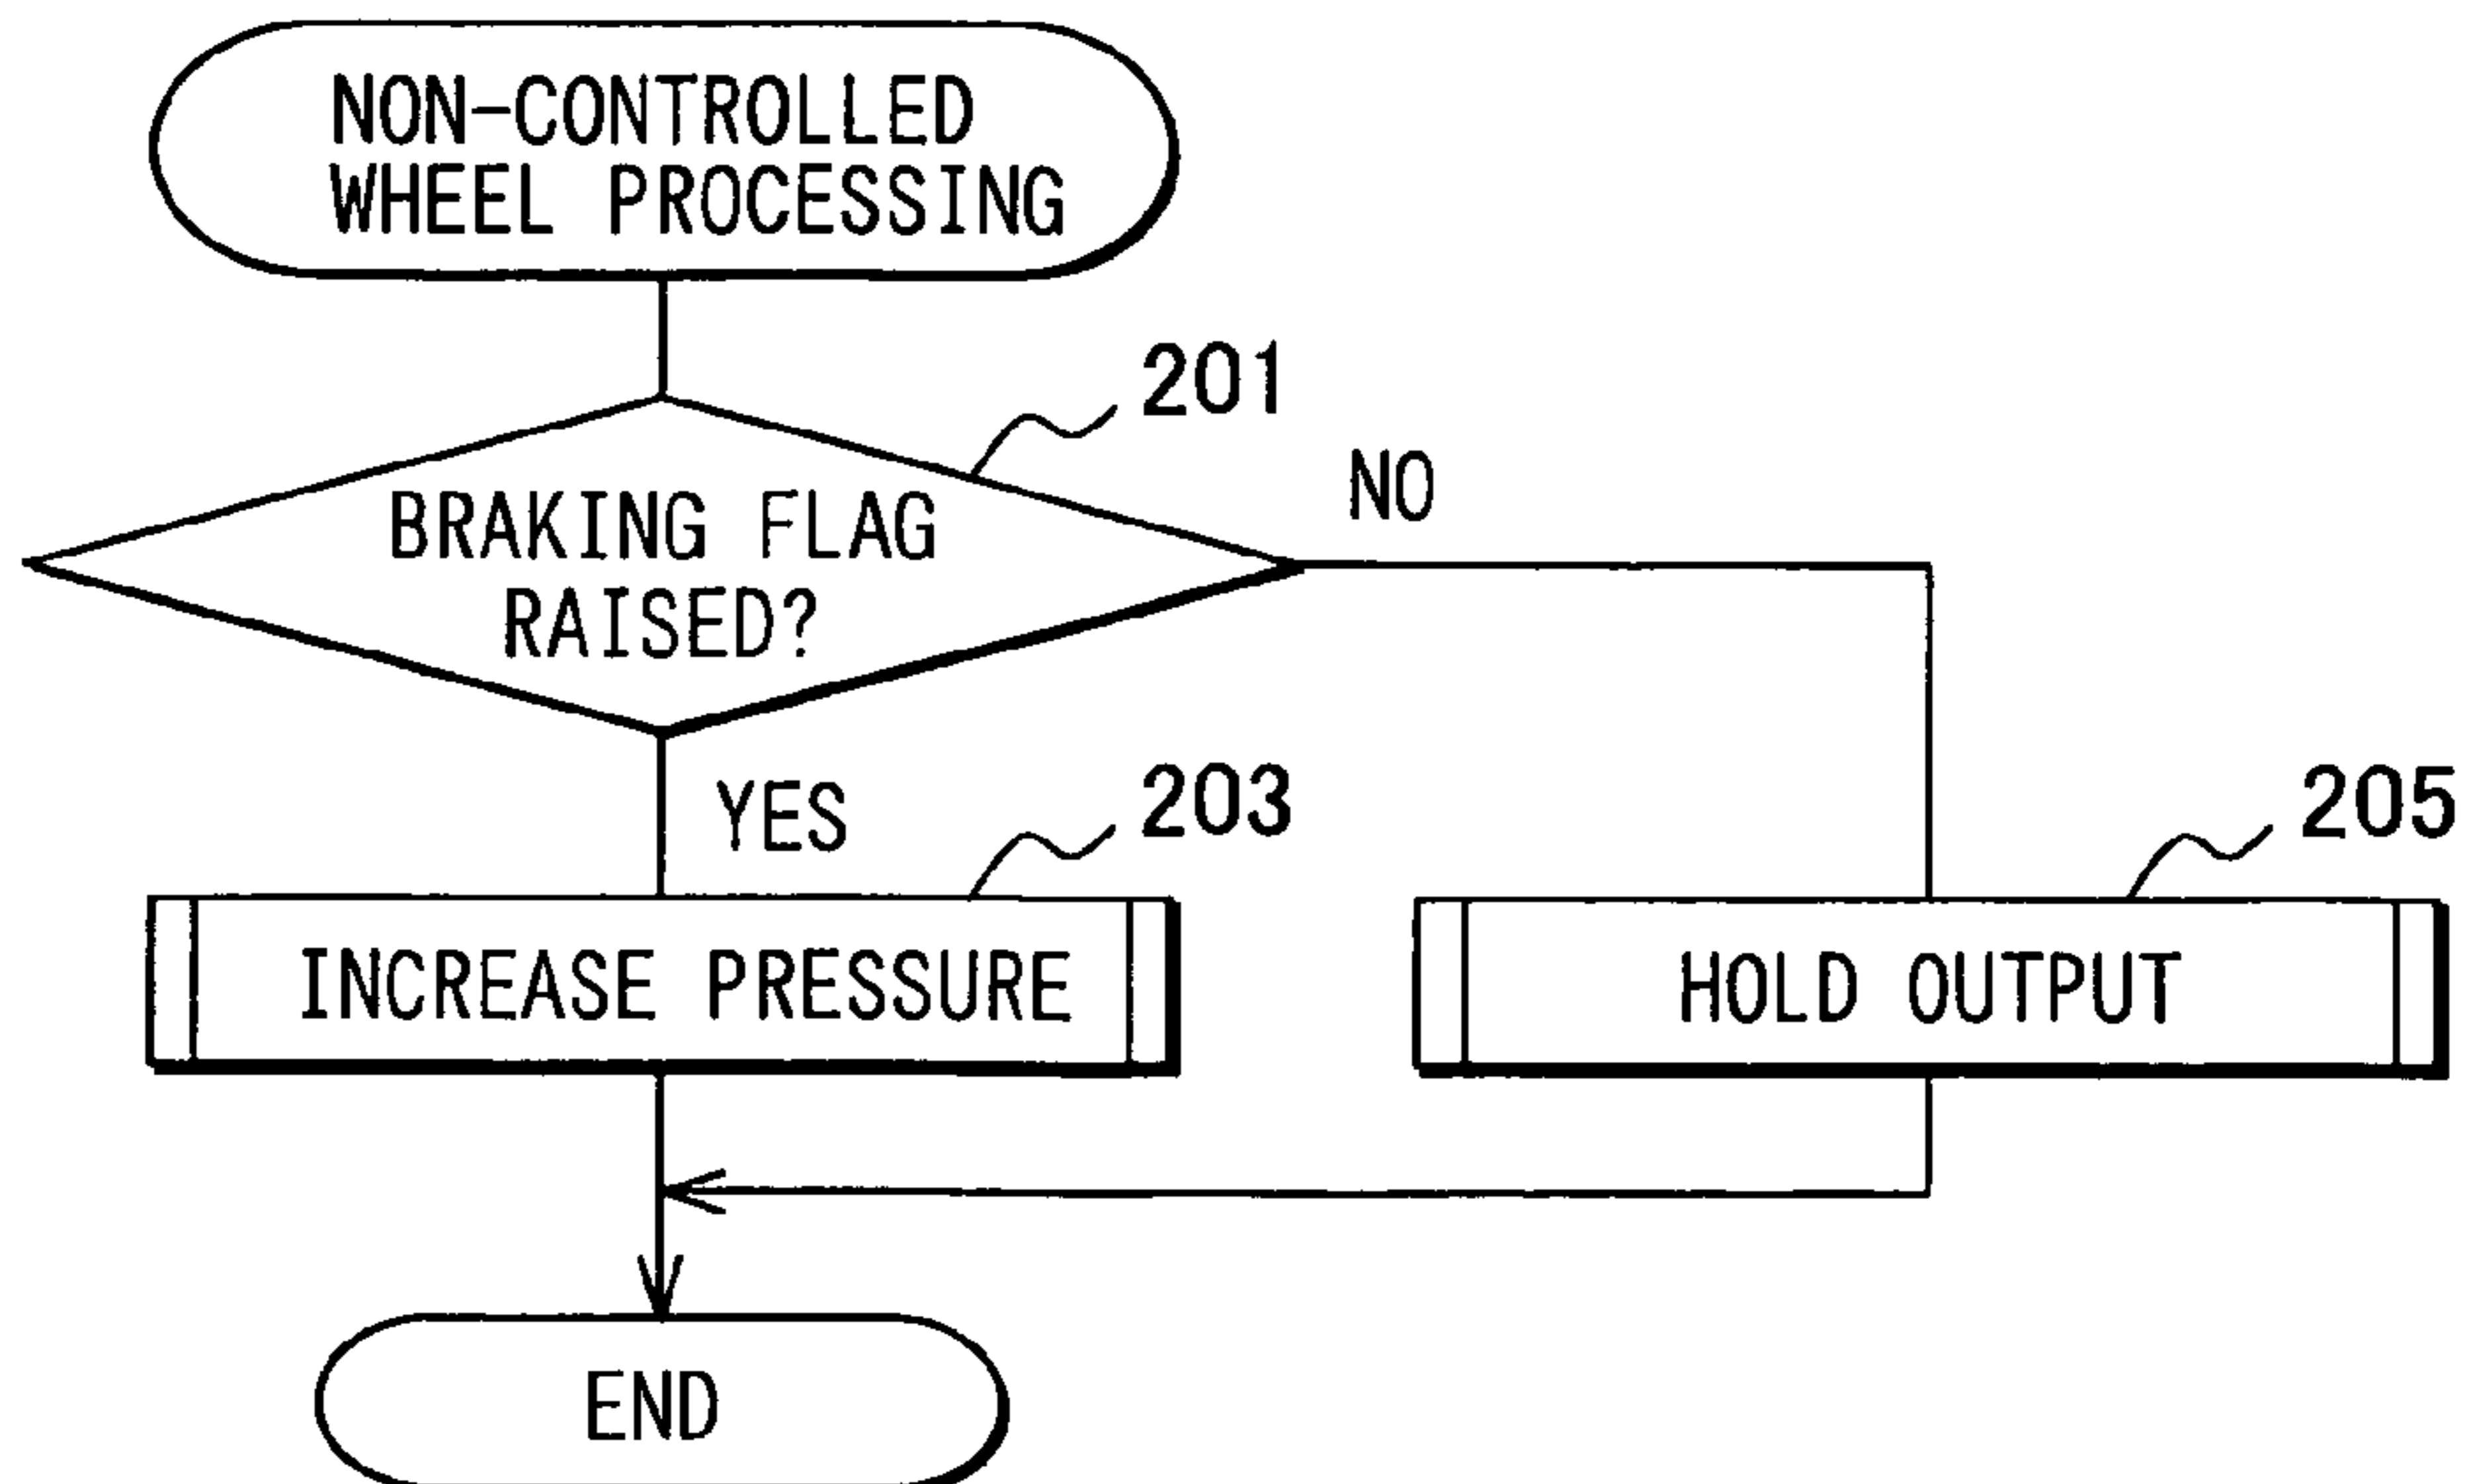 NON-CONTROLLED
WHEEL PROCESSING
201
BRAKING FLAG
RAISED?
NO
YES
203
205
INCREASE PRESSURE
HOLD OUTPUT
END